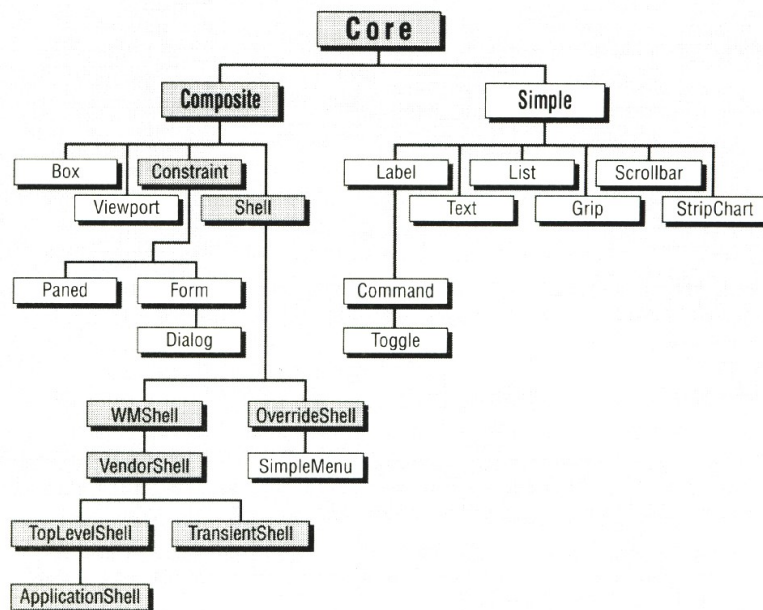 Core
Composite
Simple
Box
Constraint
Label
List
Scrollbar
Viewport
Shell
Text
Grip
StripChart
Paned
Form
Command
Dialog
Toggle
WMShell
OverrideShell
VendorShell
SimpleMenu
TopLevelShell
TransientShell
ApplicationShell